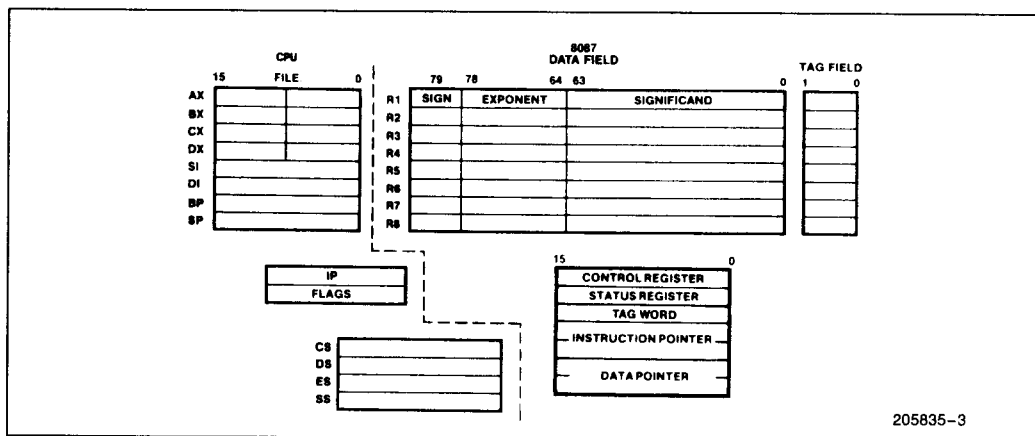 CPU
FILE
15 0
AX
BX
CX
DX
SI
DI
BP
SP
IP
FLAGS
CS
DS
ES
SS
8087
DATA FIELD
79 78 64 63 0
R1 SIGN EXPONENT SIGNIFICAND
R2
R3
R4
R5
R6
R7
R8
TAG FIELD
1 0
15 0
CONTROL REGISTER
STATUS REGISTER
TAG WORD
INSTRUCTION POINTER
DATA POINTER
205835-3